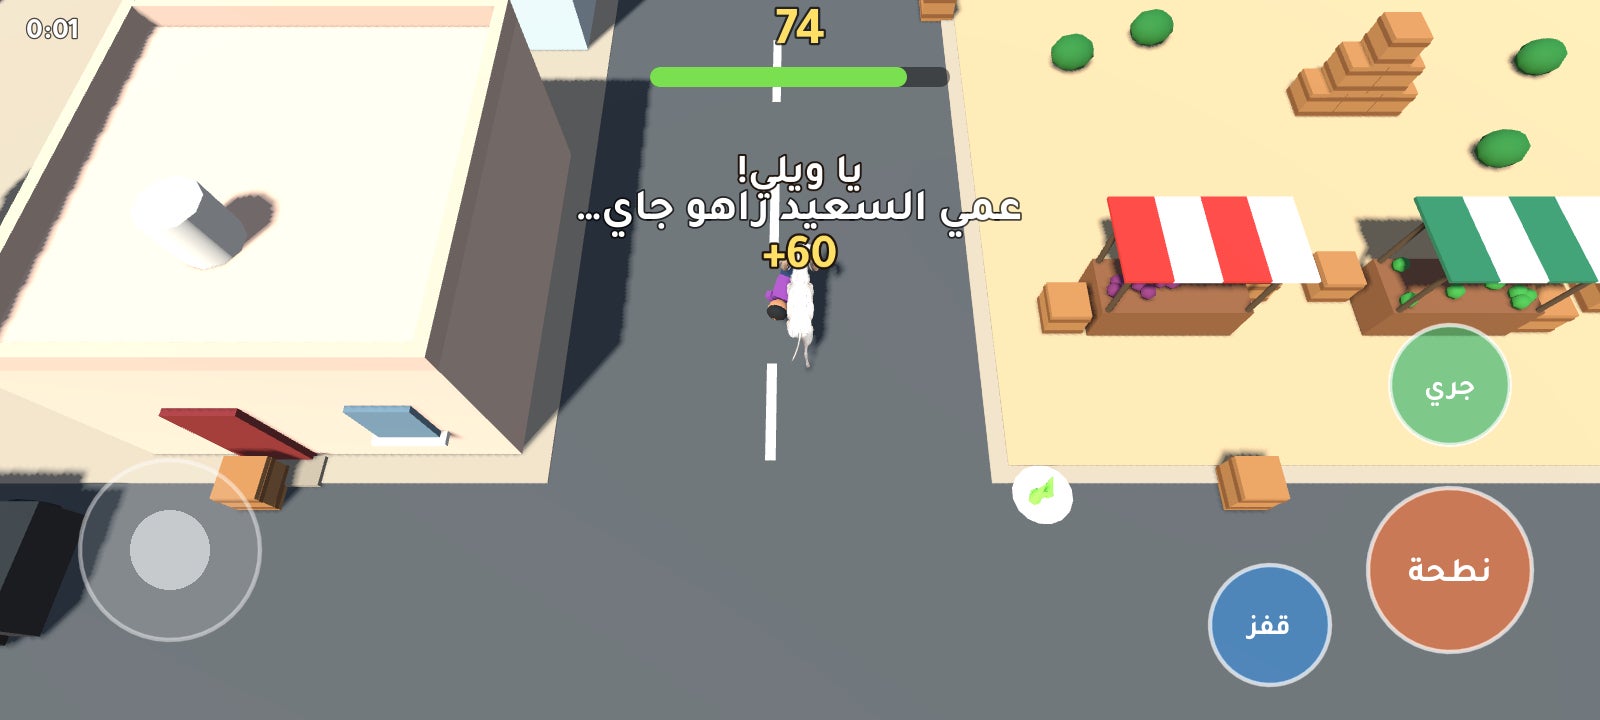 0:01
74
يا ويلي!
عمي السعيد راهو جاي...
+60
جري
نطحة
قفز